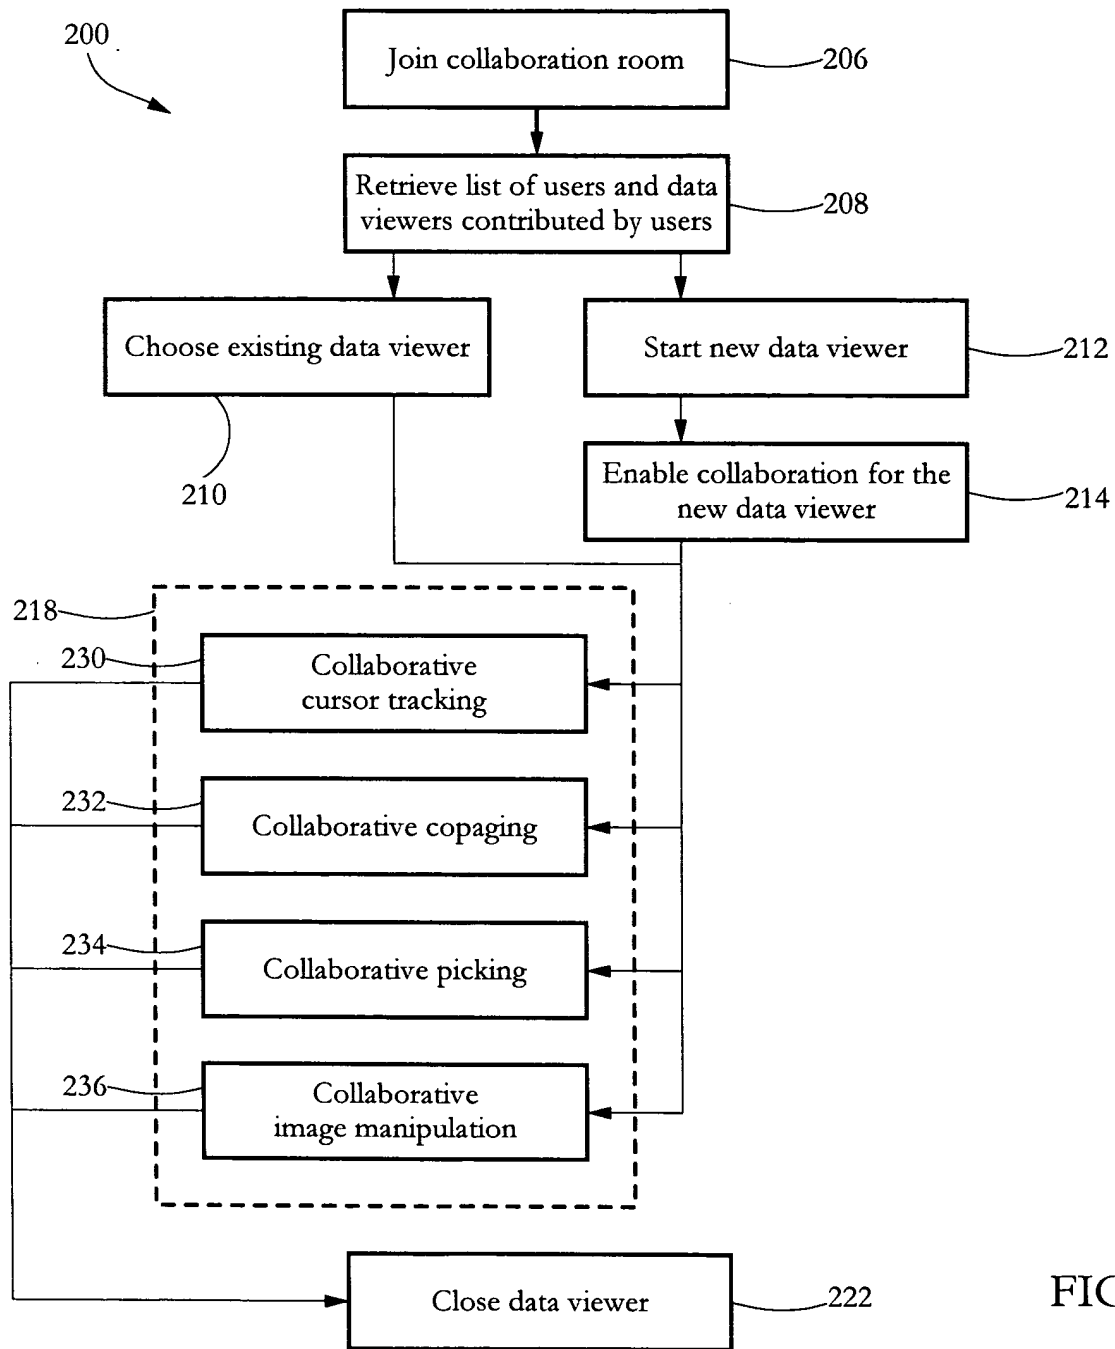 200
Join collaboration room
206
Retrieve list of users and data
viewers contributed by users
208
Choose existing data viewer
210
Start new data viewer
212
Enable collaboration for the
new data viewer
214
218
230
Collaborative
cursor tracking
232
Collaborative copaging
234
Collaborative picking
236
Collaborative
image manipulation
Close data viewer
222
FIG